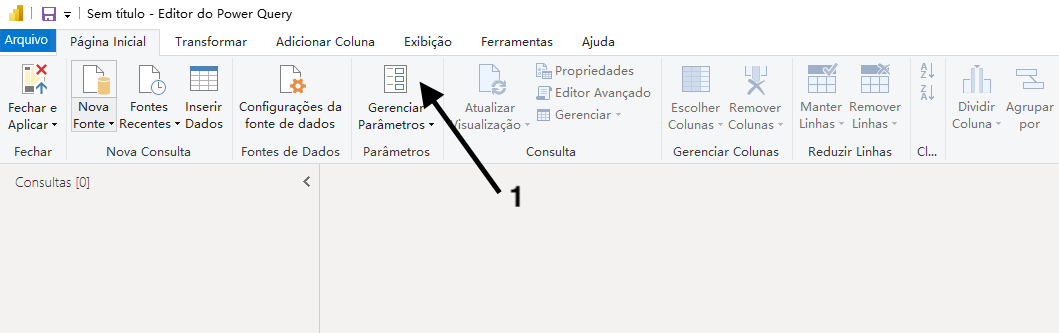 Sem título - Editor do Power Query
Arquivo Página Inicial Transformar Adicionar Coluna Exibição Ferramentas Ajuda
Fechar e
Aplicar
Fechar
Nova
Fonte
Fontes
Recentes
Inserir
Dados
Nova Consulta
Configurações da
fonte de dados
Fontes de Dados
Gerenciar
Parâmetros
Parâmetros
Atualizar
Visualização
Propriedades
Editor Avançado
Gerenciar
Consulta
Escolher
Colunas
Remover
Colunas
Gerenciar Colunas
Manter
Linhas
Remover
Linhas
Reduzir Linhas
A
Z
Z
A
Cl...
Dividir
Coluna
Agrupar
por
Consultas [0]
1